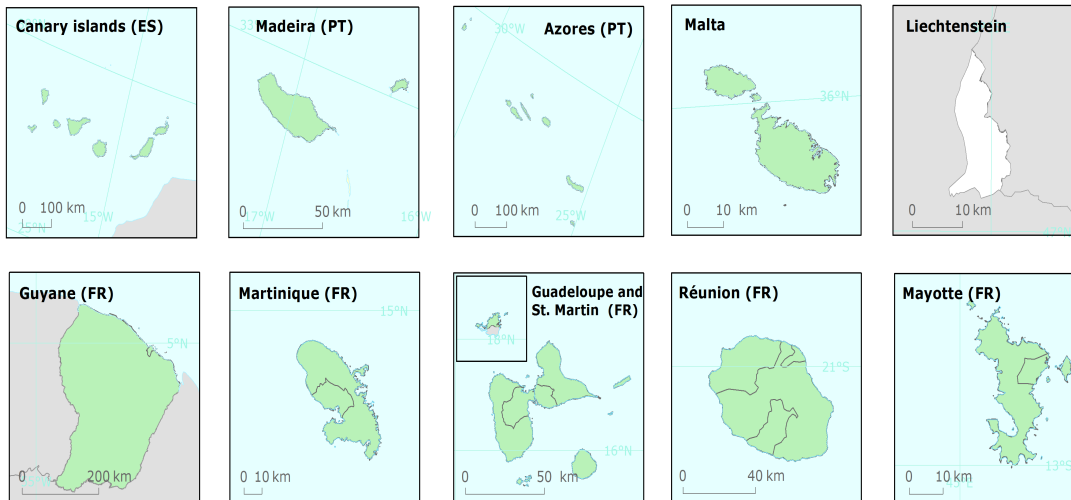 Canary islands (ES)
0 100 km
15°W
25°N
Madeira (PT)
33°N
0 50 km
17°W
16°W
Azores (PT)
30°W
0 100 km
25°W
Malta
36°N
0 10 km
Liechtenstein
0 10 km
Guyane (FR)
5°N
0 200 km
Martinique (FR)
15°N
0 10 km
Guadeloupe and
St. Martin (FR)
18°N
16°N
0 50 km
Réunion (FR)
21°S
0 40 km
Mayotte (FR)
13°S
0 10 km